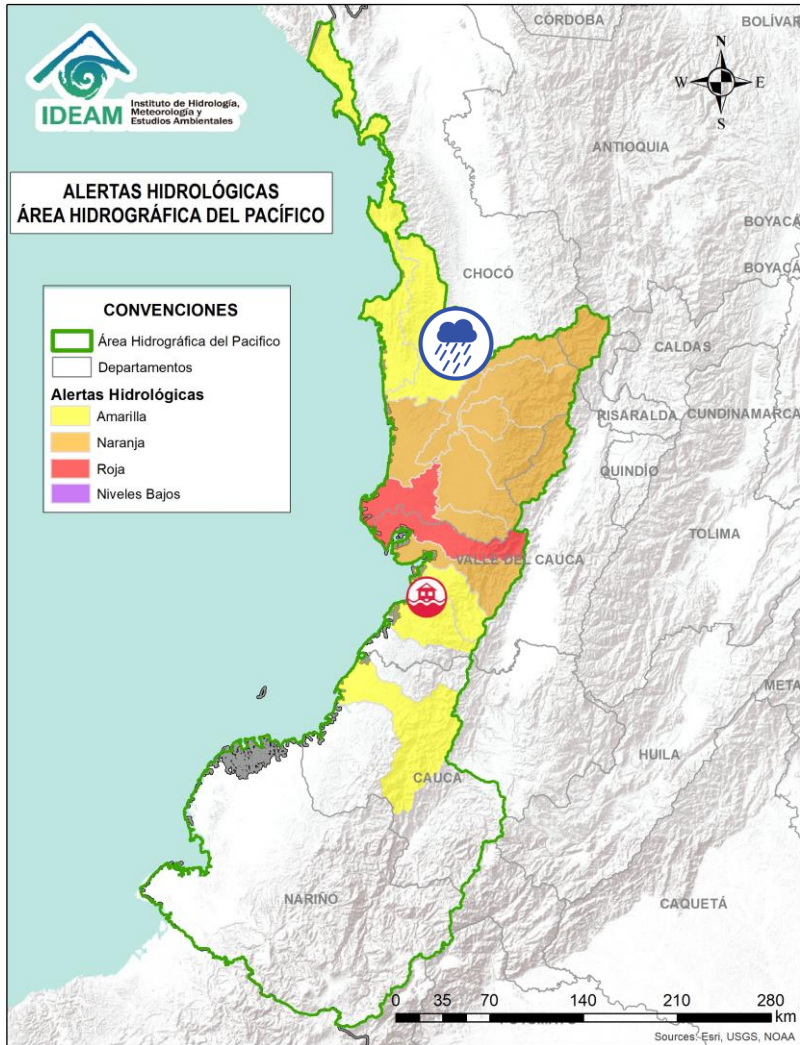 IDEAM
Instituto de Hidrología,
Meteorología y
Estudios Ambientales
ALERTAS HIDROLÓGICAS
ÁREA HIDROGRÁFICA DEL PACÍFICO
CONVENCIONES
Área Hidrográfica del Pacifico
Departamentos
Alertas Hidrológicas
Amarilla
Naranja
Roja
Niveles Bajos
N
W
E
S
CÓRDOBA
BOLÍVAR
ANTIOQUIA
BOYACÁ
BOYACÁ
CHOCÓ
CALDAS
RISARALDA
CUNDINAMARCA
QUINDÍO
TOLIMA
VALLE DEL CAUCA
META
HUILA
CAUCA
NARIÑO
CAQUETÁ
0 35 70 140 210 280
km
Sources: Esri, USGS, NOAA